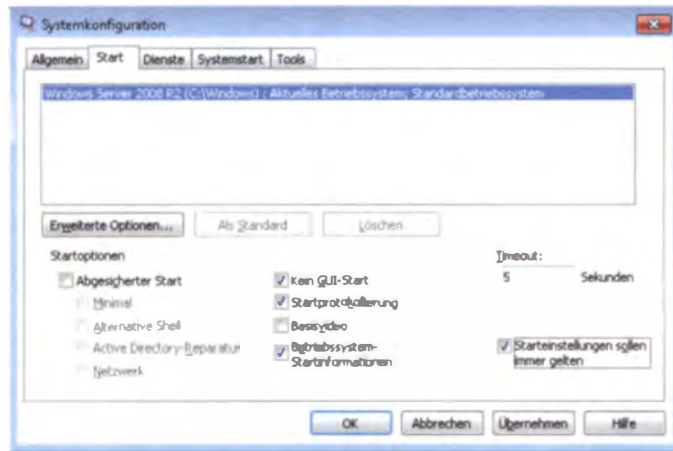 Systemkonfiguration
Allgemein Start Dienste Systemstart Tools
Windows Server 2008 R2 (C:\Windows) : Aktuelles Betriebssystem; Standardbetriebssystem
Erweiterte Optionen... Als Standard Löschen
Startoptionen
Timeout:
Abgesicherter Start Kein GUI-Start 5 Sekunden
Minimal Startprotokollierung
Alternative Shell Basisvideo
Active Directory-Reparatur Betriebssystem-
Startinformationen
Starteinstellungen sollen
immer gelten
Netzwerk
OK Abbrechen Übernehmen Hilfe